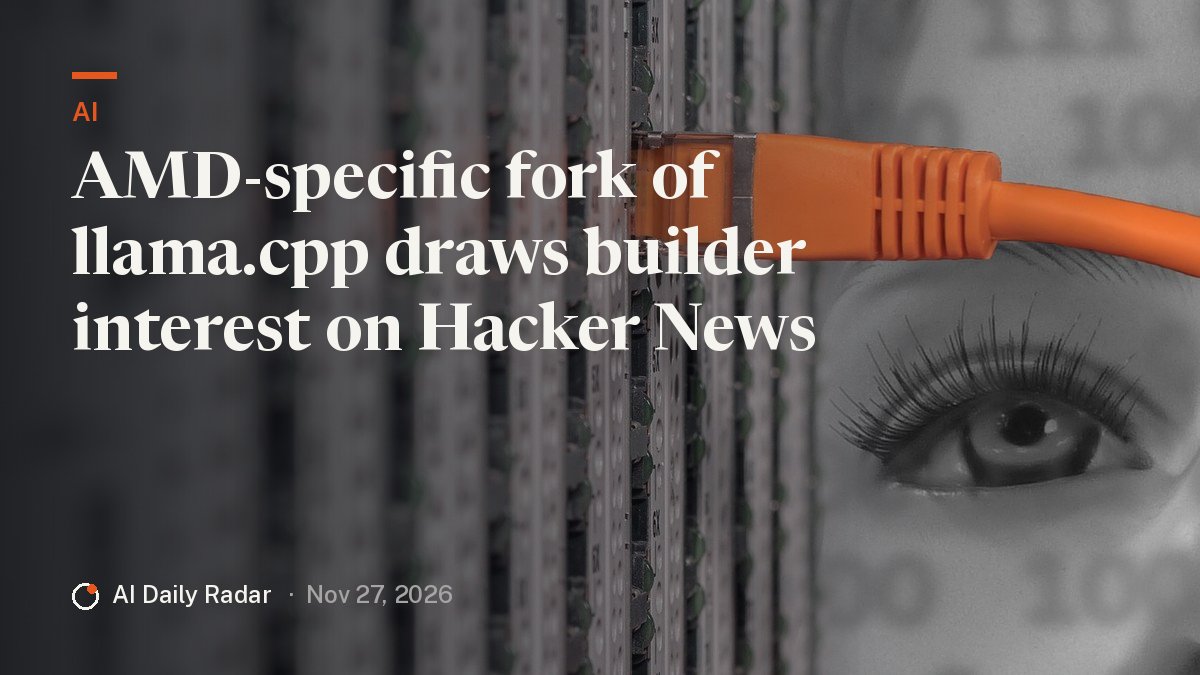 AI
AMD-specific fork of
llama.cpp draws builder
interest on Hacker News
AI Daily Radar · Nov 27, 2026